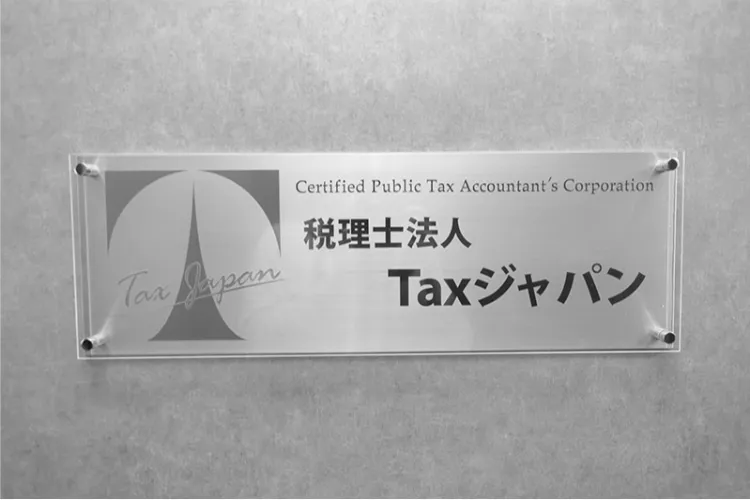 Certified Public Tax Accountant's Corporation
税理士法人
Taxジャパン
Tax Japan